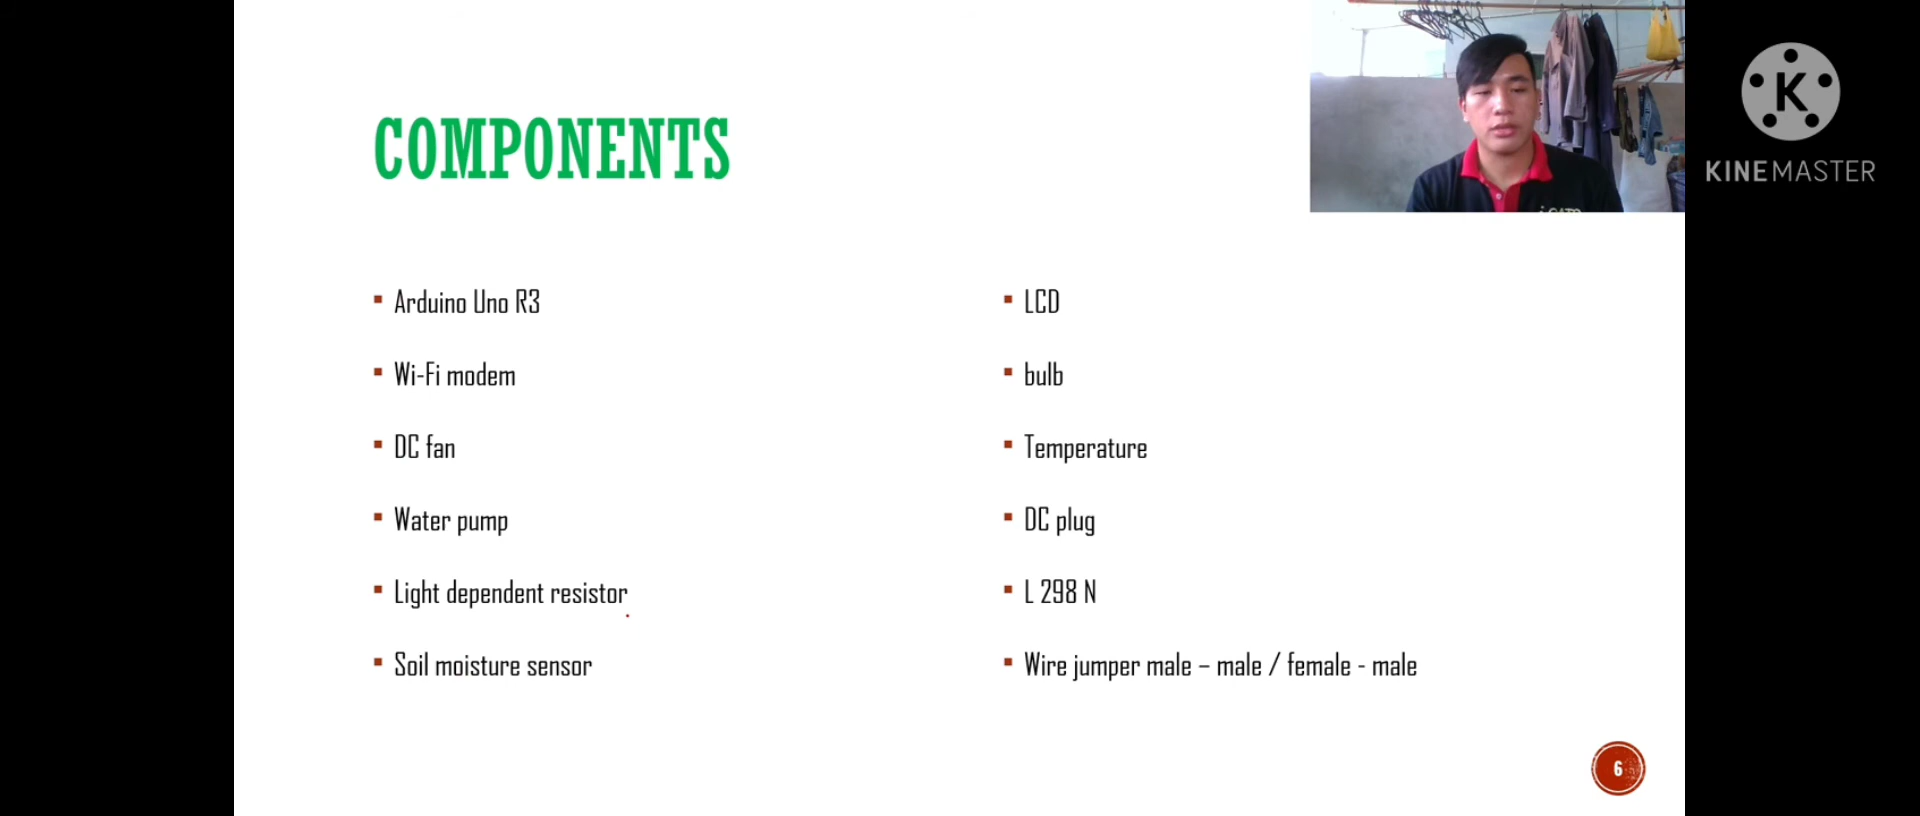 COMPONENTS
Arduino Uno R3
Wi-Fi modem
DC fan
Water pump
Light dependent resistor
Soil moisture sensor
LCD
bulb
Temperature
DC plug
L 298 N
Wire jumper male – male / female - male
6
K
KINEMASTER